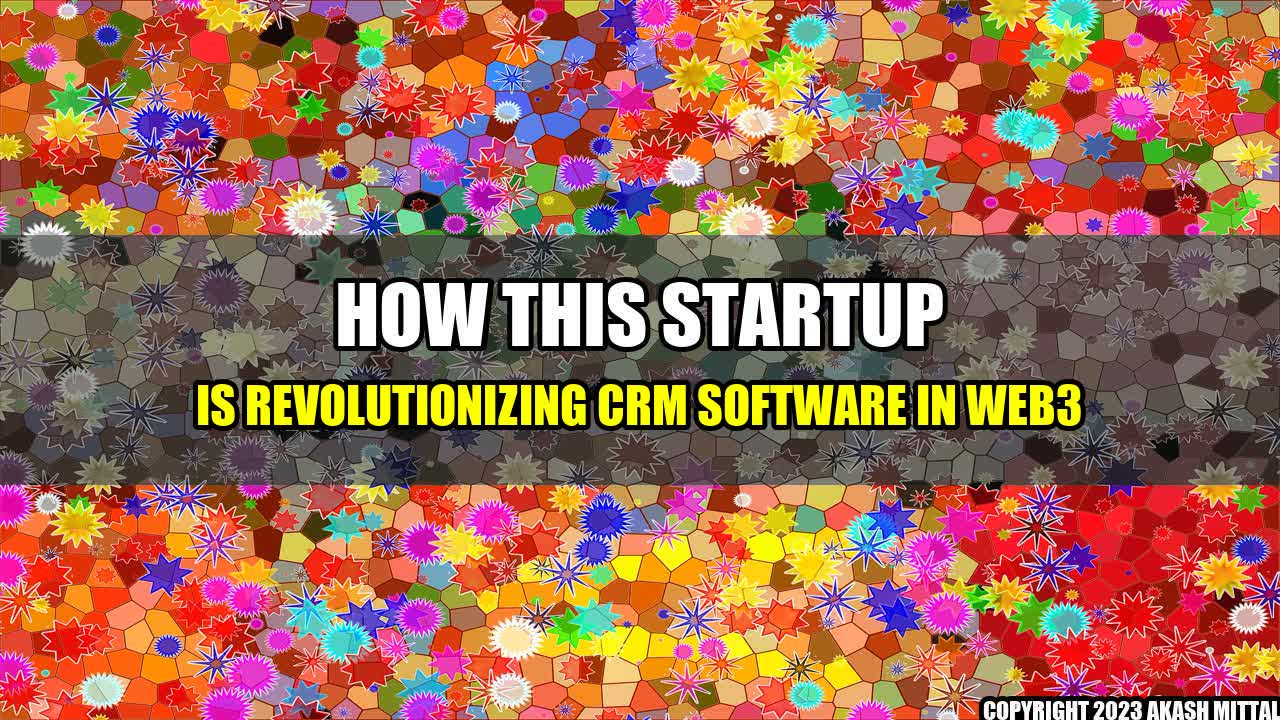 HOW THIS STARTUP
IS REVOLUTIONIZING CRM SOFTWARE IN WEB3
COPYRIGHT 2023 AKASH MITTAL